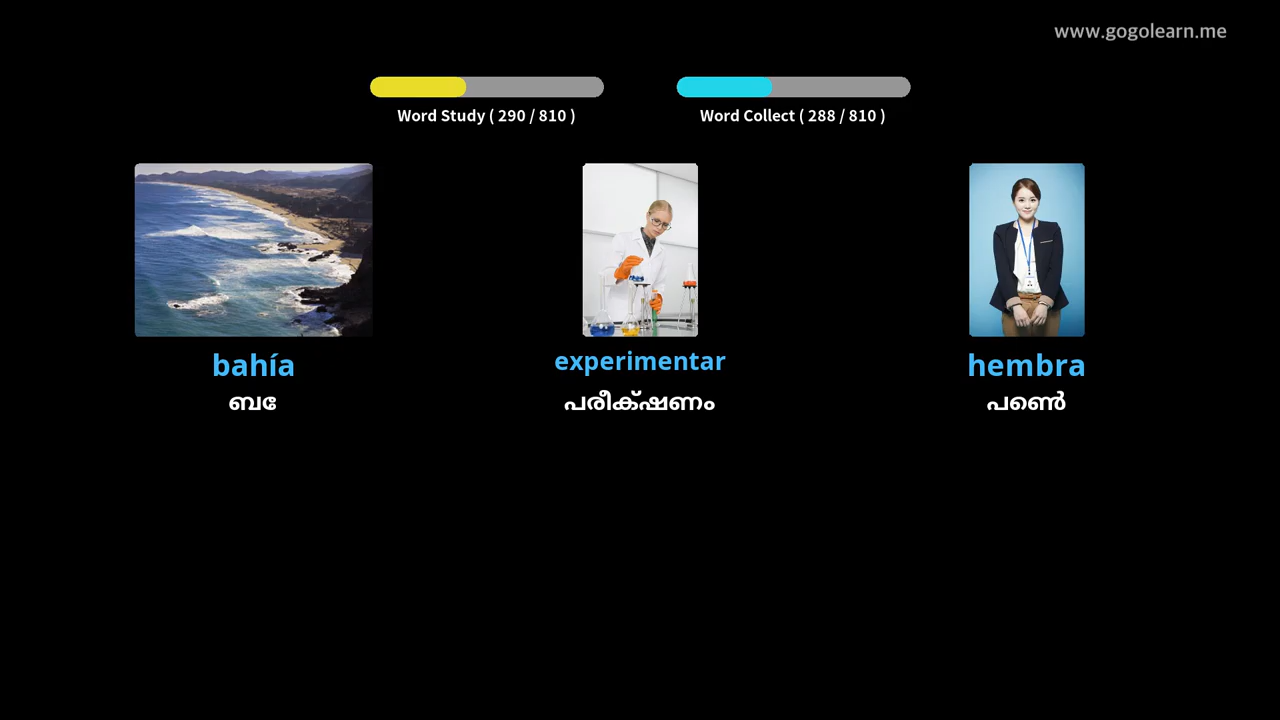 www.gogolearn.me
Word Study ( 290 / 810 )
Word Collect ( 288 / 810 )
bahía
experimentar
hembra
ബേ
പരീക്ഷണം
പെൺ